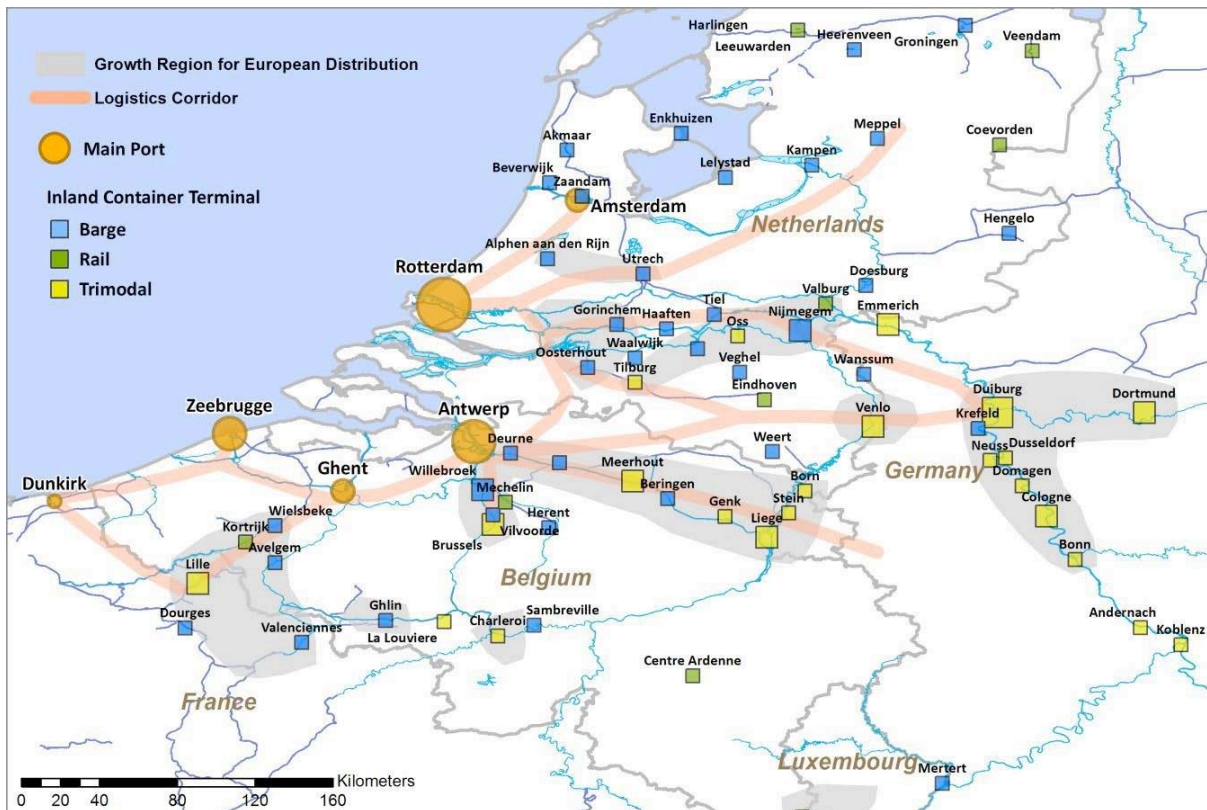 Harlingen
Leeuwarden
Heerenveen
Groningen
Veendam
Growth Region for European Distribution
Logistics Corridor
Main Port
Inland Container Terminal
Barge
Rail
Trimodal
Akmaar
Enkhuizen
Meppel
Coevorden
Beverwijk
Zaandam
Lelystad
Kampen
Amsterdam
Netherlands
Hengelo
Alphen aan den Rijn
Utrech
Rotterdam
Doesburg
Valburg
Emmerich
Gorinchem
Haaften
Tiel
Nijmegem
Oss
Waalwijk
Oosterhout
Tilburg
Veghel
Wanssum
Eindhoven
Duiburg
Dortmund
Krefeld
Zeebrugge
Antwerp
Venlo
Deurne
Weert
Neuss
Dusseldorf
Germany
Domagen
Dunkirk
Ghent
Willebroek
Meerhout
Born
Mechelin
Beringen
Stein
Cologne
Wielsbeke
Genk
Kortrijk
Herent
Liege
Vilvoorde
Avelgem
Brussels
Bonn
Lille
Belgium
Dourges
Ghlin
Sambreville
Valenciennes
La Louviere
Charleroi
Andernach
Koblenz
Centre Ardenne
France
Luxembourg
Mertert
Kilometers
0 20 40 80 120 160